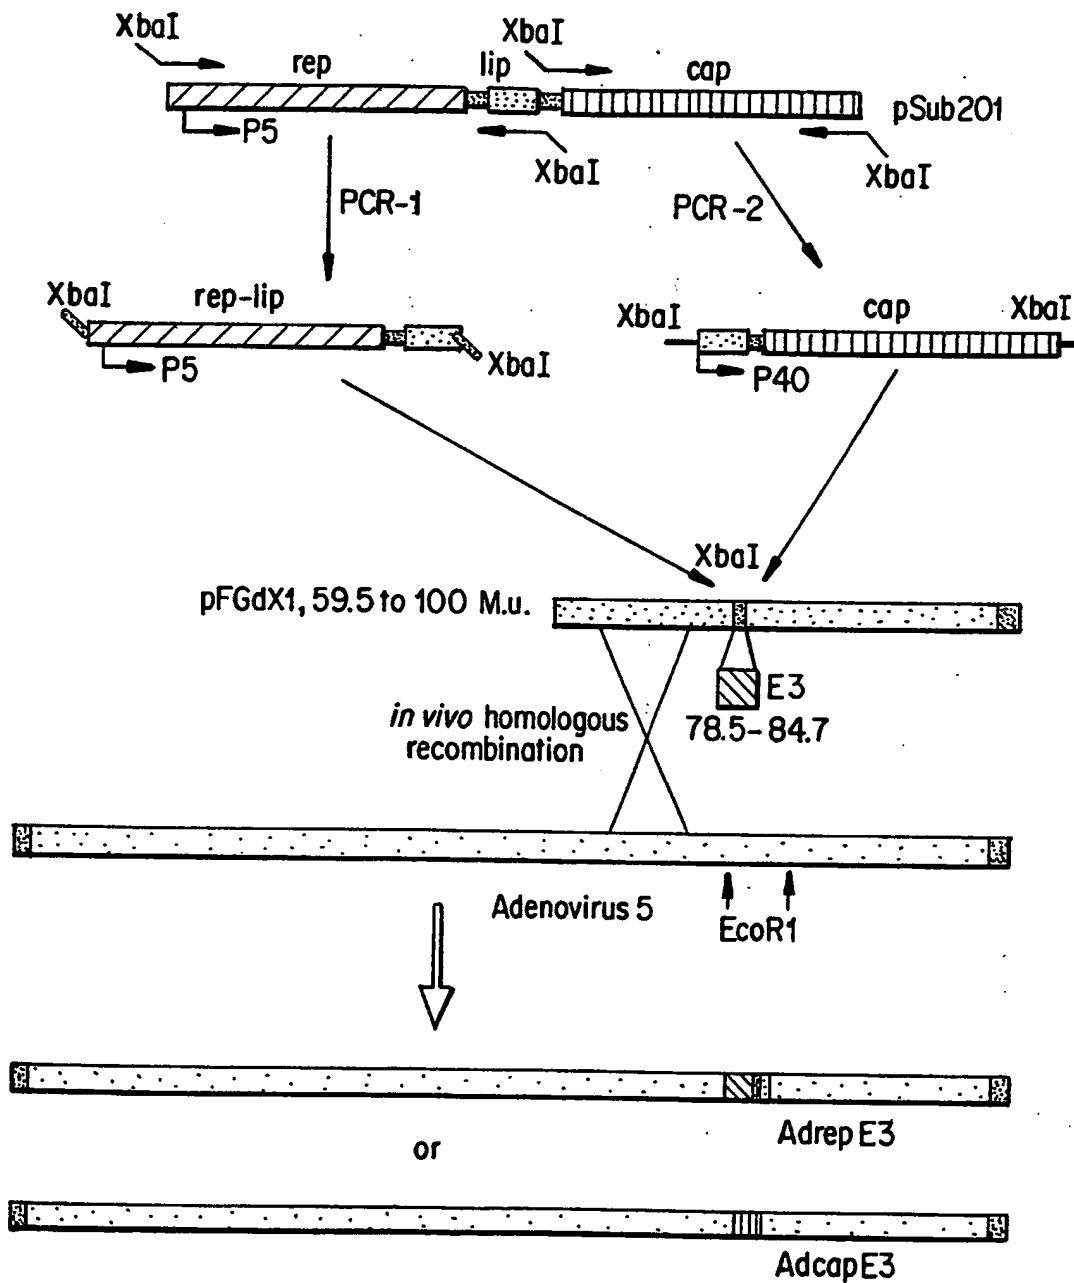 XbaI
rep
lip
XbaI
cap
pSub201
P5
XbaI
XbaI
PCR-1
PCR-2
XbaI
rep-lip
P5
XbaI
XbaI
cap
XbaI
P40
XbaI
pFGdX1, 59.5 to 100 M.u.
E3
78.5-84.7
in vivo homologous
recombination
Adenovirus 5
EcoR1
Adrep E3
or
AdcapE3